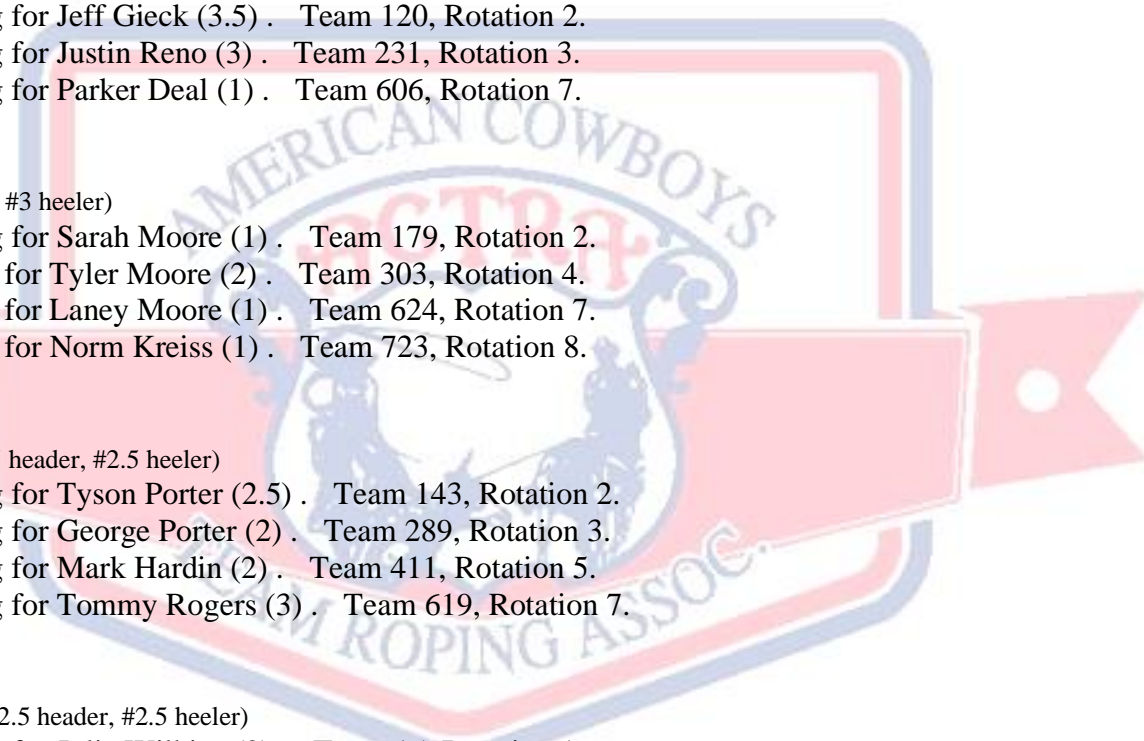 g for Jeff Gieck (3.5) .   Team 120, Rotation 2.
g for Justin Reno (3) .   Team 231, Rotation 3.
g for Parker Deal (1) .   Team 606, Rotation 7.
AMERICAN COWBOYS
#3 heeler)
ACTRA
g for Sarah Moore (1) .   Team 179, Rotation 2.
for Tyler Moore (2) .   Team 303, Rotation 4.
for Laney Moore (1) .   Team 624, Rotation 7.
for Norm Kreiss (1) .   Team 723, Rotation 8.
header, #2.5 heeler)
g for Tyson Porter (2.5) .   Team 143, Rotation 2.
g for George Porter (2) .   Team 289, Rotation 3.
g for Mark Hardin (2) .   Team 411, Rotation 5.
g for Tommy Rogers (3) .   Team 619, Rotation 7.
TEAM ROPING ASSOC.
2.5 header, #2.5 heeler)